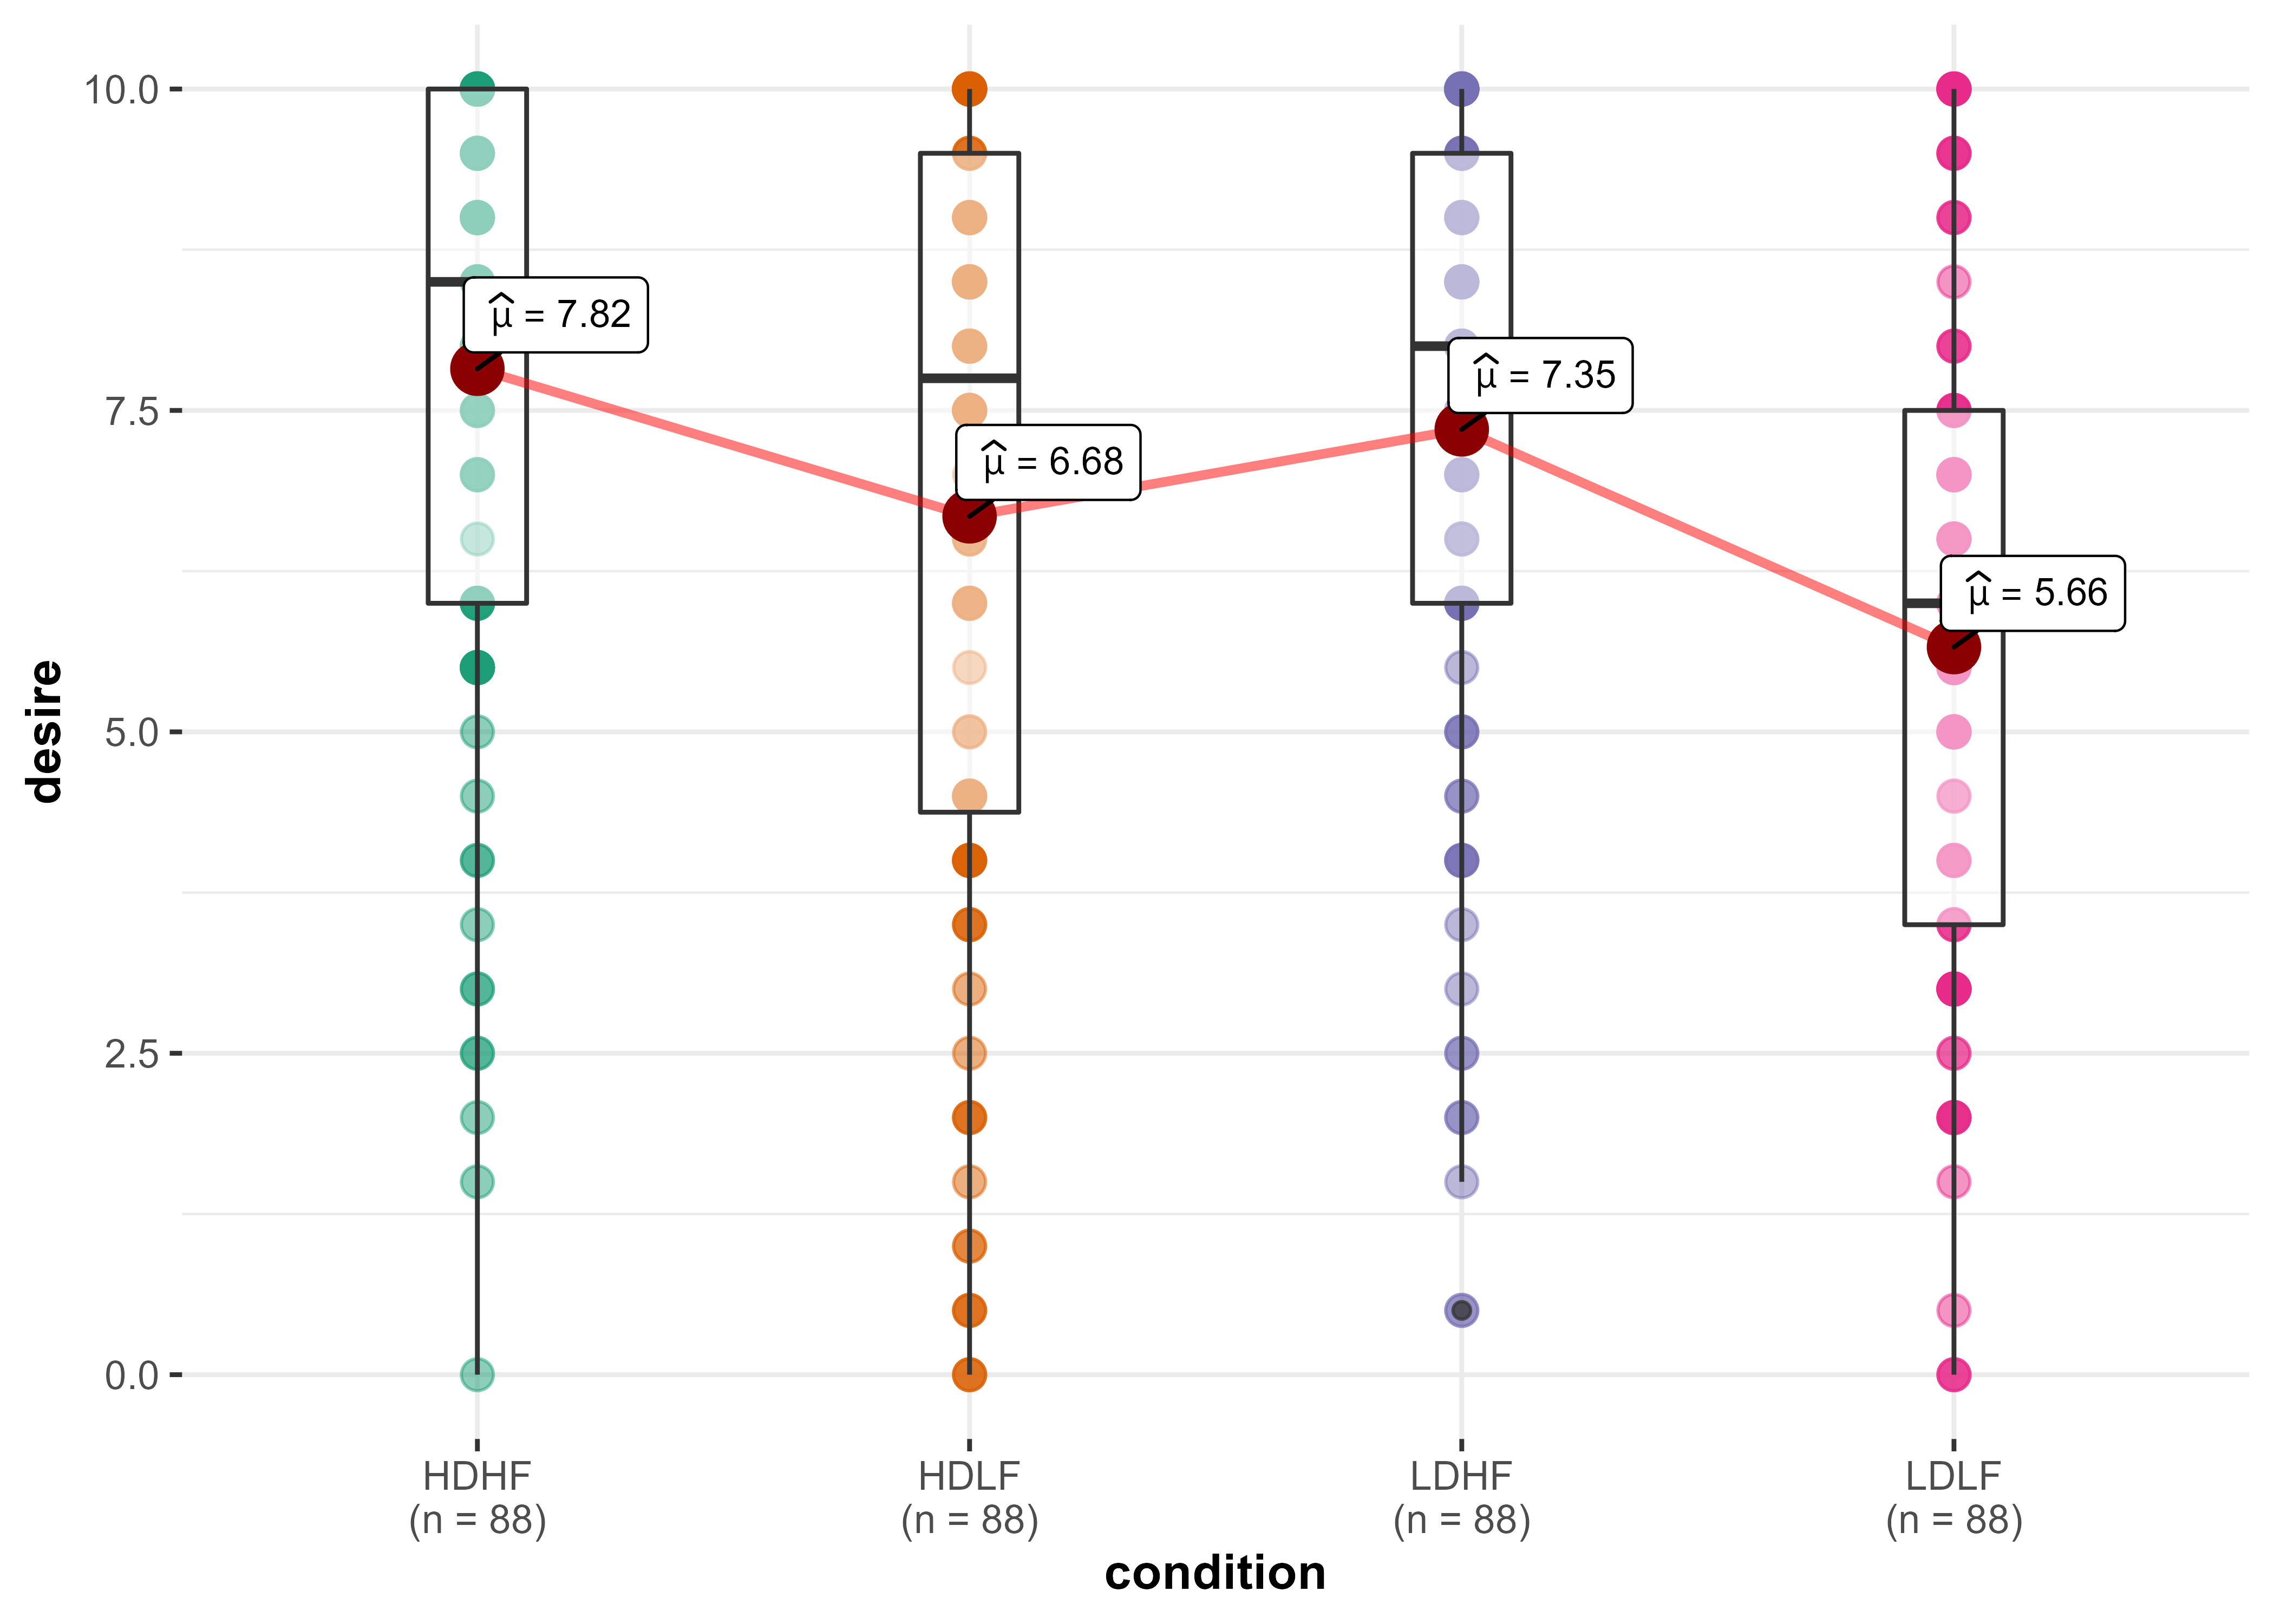 10.0
7.5
5.0
2.5
0.0
desire
μ̂ = 7.82
μ̂ = 6.68
μ̂ = 7.35
μ̂ = 5.66
HDHF
(n = 88)
HDLF
(n = 88)
LDHF
(n = 88)
LDLF
(n = 88)
condition